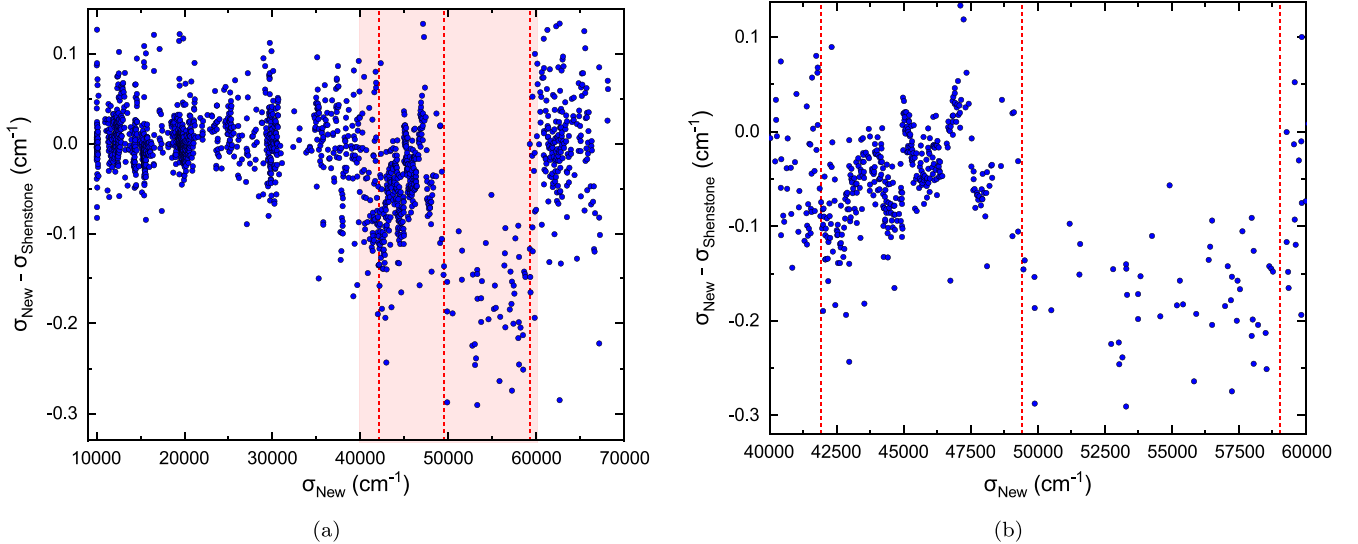 0.1
0.0
-0.1
-0.2
-0.3
σNew − σShenstone (cm-1)
10000 20000 30000 40000 50000 60000 70000
σNew (cm-1)
(a)
0.1
0.0
-0.1
-0.2
-0.3
σNew − σShenstone (cm-1)
40000 42500 45000 47500 50000 52500 55000 57500 60000
σNew (cm-1)
(b)